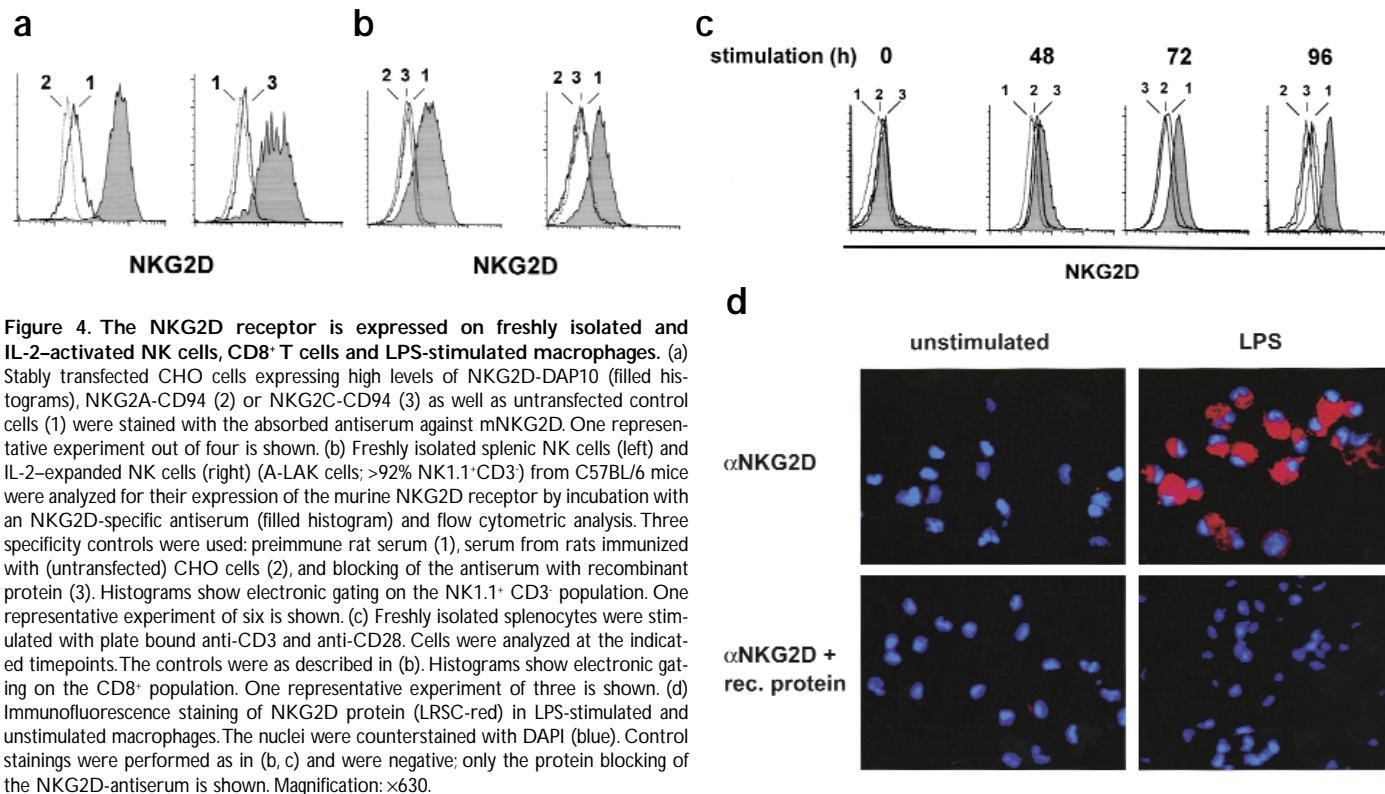 a
b
c
2 1
1 3
NKG2D
2 3 1
2 3 1
NKG2D
stimulation (h) 0 48 72 96
1 2 3
1 2 3
3 2 1
2 3 1
NKG2D
Figure 4. The NKG2D receptor is expressed on freshly isolated and
IL-2–activated NK cells, CD8+ T cells and LPS-stimulated macrophages. (a)
Stably transfected CHO cells expressing high levels of NKG2D-DAP10 (filled his-
tograms), NKG2A-CD94 (2) or NKG2C-CD94 (3) as well as untransfected control
cells (1) were stained with the absorbed antiserum against mNKG2D. One represen-
tative experiment out of four is shown. (b) Freshly isolated splenic NK cells (left) and
IL-2–expanded NK cells (right) (A-LAK cells; >92% NK1.1+CD3-) from C57BL/6 mice
were analyzed for their expression of the murine NKG2D receptor by incubation with
an NKG2D-specific antiserum (filled histogram) and flow cytometric analysis. Three
specificity controls were used: preimmune rat serum (1), serum from rats immunized
with (untransfected) CHO cells (2), and blocking of the antiserum with recombinant
protein (3). Histograms show electronic gating on the NK1.1+ CD3- population. One
representative experiment of six is shown. (c) Freshly isolated splenocytes were stim-
ulated with plate bound anti-CD3 and anti-CD28. Cells were analyzed at the indicat-
ed timepoints. The controls were as described in (b). Histograms show electronic gat-
ing on the CD8+ population. One representative experiment of three is shown. (d)
Immunofluorescence staining of NKG2D protein (LRSC-red) in LPS-stimulated and
unstimulated macrophages. The nuclei were counterstained with DAPI (blue). Control
stainings were performed as in (b, c) and were negative; only the protein blocking of
the NKG2D-antiserum is shown. Magnification: ×630.
d
unstimulated LPS
αNKG2D
αNKG2D +
rec. protein